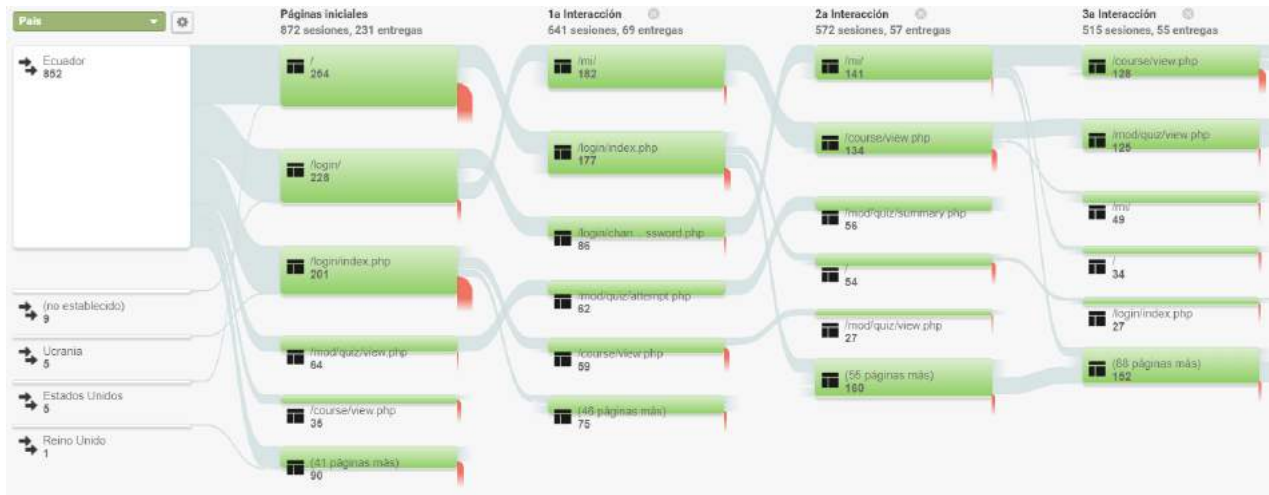 País
Ecuador
852
(no establecido)
9
Ucrania
5
Estados Unidos
5
Reino Unido
1
Páginas iniciales
872 sesiones, 231 entregas
/
264
/login/
228
/login/index.php
201
/mod/quiz/view.php
64
/course/view.php
36
(41 páginas más)
90
1a Interacción
641 sesiones, 69 entregas
/mi/
182
/login/index.php
177
/login/chan... ssword.php
86
/mod/quiz/attempt.php
62
/course/view.php
59
(46 páginas más)
75
2a Interacción
572 sesiones, 57 entregas
/mi/
141
/course/view.php
134
/mod/quiz/summary.php
56
/
54
/mod/quiz/view.php
27
(55 páginas más)
160
3a Interacción
515 sesiones, 55 entregas
/course/view.php
128
/mod/quiz/view.php
125
/mi/
49
/
34
/login/index.php
27
(68 páginas más)
152